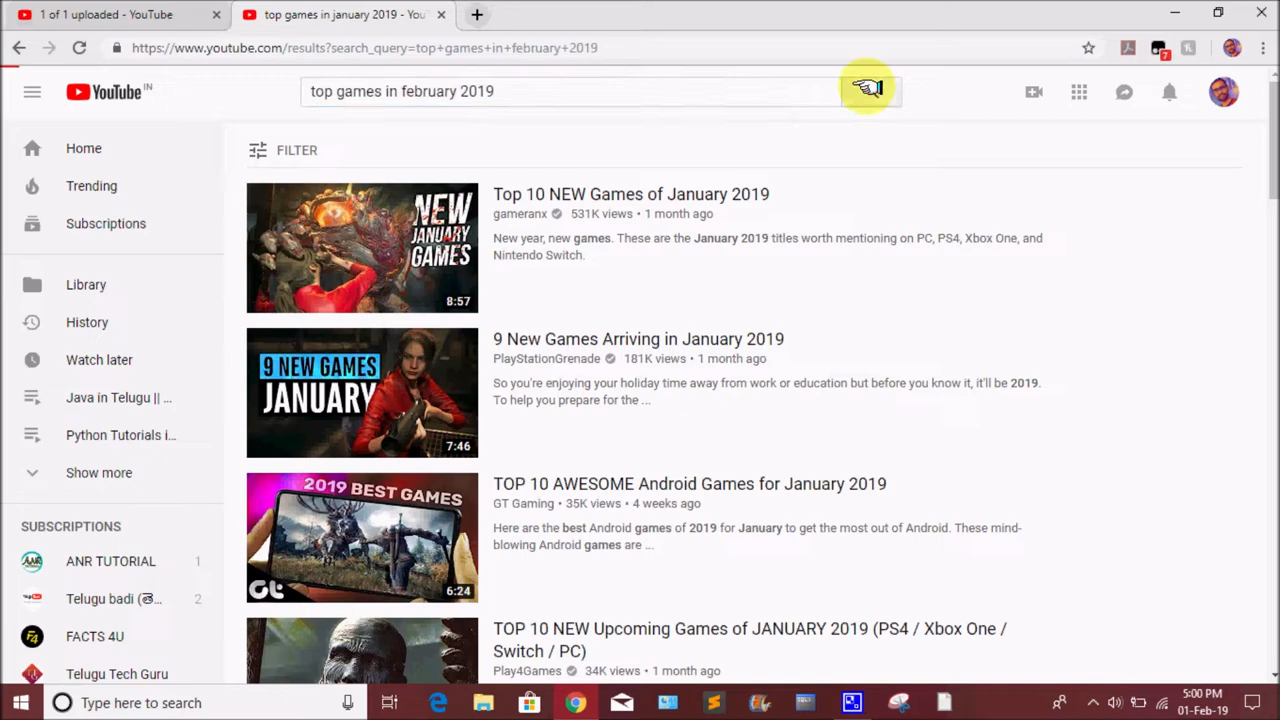 1 of 1 uploaded - YouTube
top games in january 2019 - You
https://www.youtube.com/results?search_query=top+games+in+february+2019
7
YouTube IN
top games in february 2019
Home
Trending
Subscriptions
Library
History
Watch later
Java in Telugu || ...
Python Tutorials i...
Show more
SUBSCRIPTIONS
ANR TUTORIAL 1
Telugu badi (తె... 2
FACTS 4U
Telugu Tech Guru
FILTER
NEW
JANUARY
GAMES
8:57
Top 10 NEW Games of January 2019
gameranx 531K views • 1 month ago
New year, new games. These are the January 2019 titles worth mentioning on PC, PS4, Xbox One, and
Nintendo Switch.
9 NEW GAMES
JANUARY
7:46
9 New Games Arriving in January 2019
PlayStationGrenade 181K views • 1 month ago
So you're enjoying your holiday time away from work or education but before you know it, it'll be 2019.
To help you prepare for the ...
2019 BEST GAMES
Gt
6:24
TOP 10 AWESOME Android Games for January 2019
GT Gaming • 35K views • 4 weeks ago
Here are the best Android games of 2019 for January to get the most out of Android. These mind-
blowing Android games are ...
TOP 10 NEW Upcoming Games of JANUARY 2019 (PS4 / Xbox One /
Switch / PC)
Play4Games 34K views • 1 month ago
Type here to search
5:00 PM
01-Feb-19